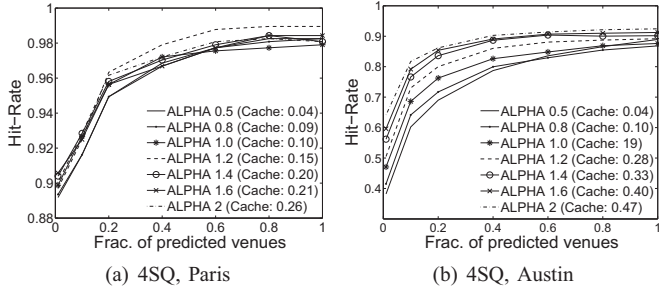 1
0.98
0.96
0.94
0.92
0.9
0.88
Hit-Rate
ALPHA 0.5 (Cache: 0.04)
ALPHA 0.8 (Cache: 0.09)
ALPHA 1.0 (Cache: 0.10)
ALPHA 1.2 (Cache: 0.15)
ALPHA 1.4 (Cache: 0.20)
ALPHA 1.6 (Cache: 0.21)
ALPHA 2 (Cache: 0.26)
0 0.2 0.4 0.6 0.8 1
Frac. of predicted venues
(a) 4SQ, Paris
1
0.9
0.8
0.7
0.6
0.5
0.4
Hit-Rate
ALPHA 0.5 (Cache: 0.04)
ALPHA 0.8 (Cache: 0.10)
ALPHA 1.0 (Cache: 19)
ALPHA 1.2 (Cache: 0.28)
ALPHA 1.4 (Cache: 0.33)
ALPHA 1.6 (Cache: 0.40)
ALPHA 2 (Cache: 0.47)
0 0.2 0.4 0.6 0.8 1
Frac. of predicted venues
(b) 4SQ, Austin